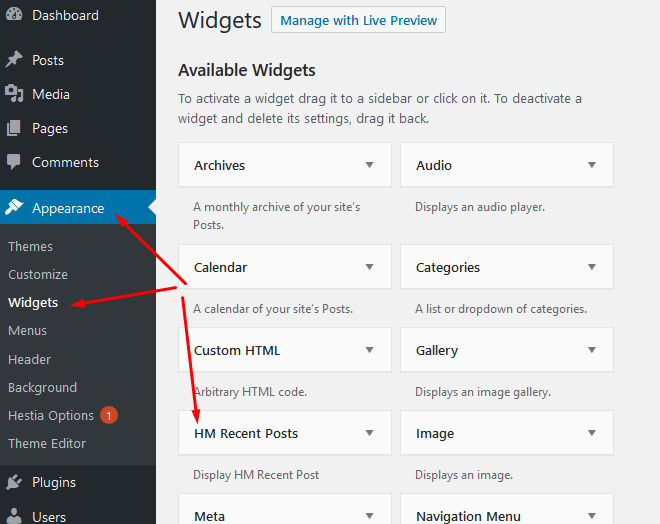 Dashboard
Posts
Media
Pages
Comments
Appearance
Themes
Customize
Widgets
Menus
Header
Background
Hestia Options 1
Theme Editor
Plugins
Users
Widgets
Manage with Live Preview
Available Widgets
To activate a widget drag it to a sidebar or click on it. To deactivate a
widget and delete its settings, drag it back.
Archives
A monthly archive of your site's
Posts.
Audio
Displays an audio player.
Calendar
A calendar of your site's Posts.
Categories
A list or dropdown of categories.
Custom HTML
Arbitrary HTML code.
Gallery
Displays an image gallery.
HM Recent Posts
Display HM Recent Post
Image
Displays an image.
Meta
Navigation Menu